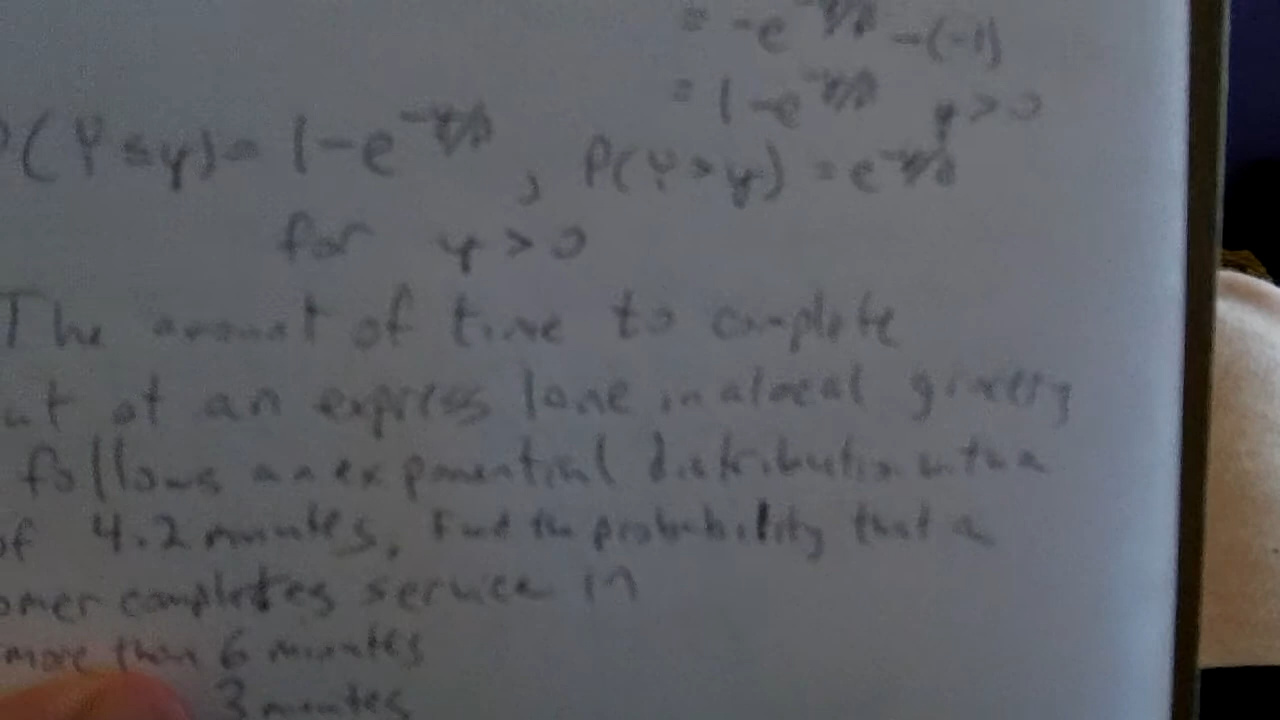 = -e^{-y/β} -(-1)
= 1-e^{-y/β} y>0
P(Y≤y)= 1-e^{-y/β}, P(Y>y) = e^{-y/β}
for y > 0
The amount of time to complete
ut at an express lane in a local grocery
follows an exponential distribution with a
of 4.2 minutes, Find the probability that a
omer completes service in
more than 6 minutes
3 minutes